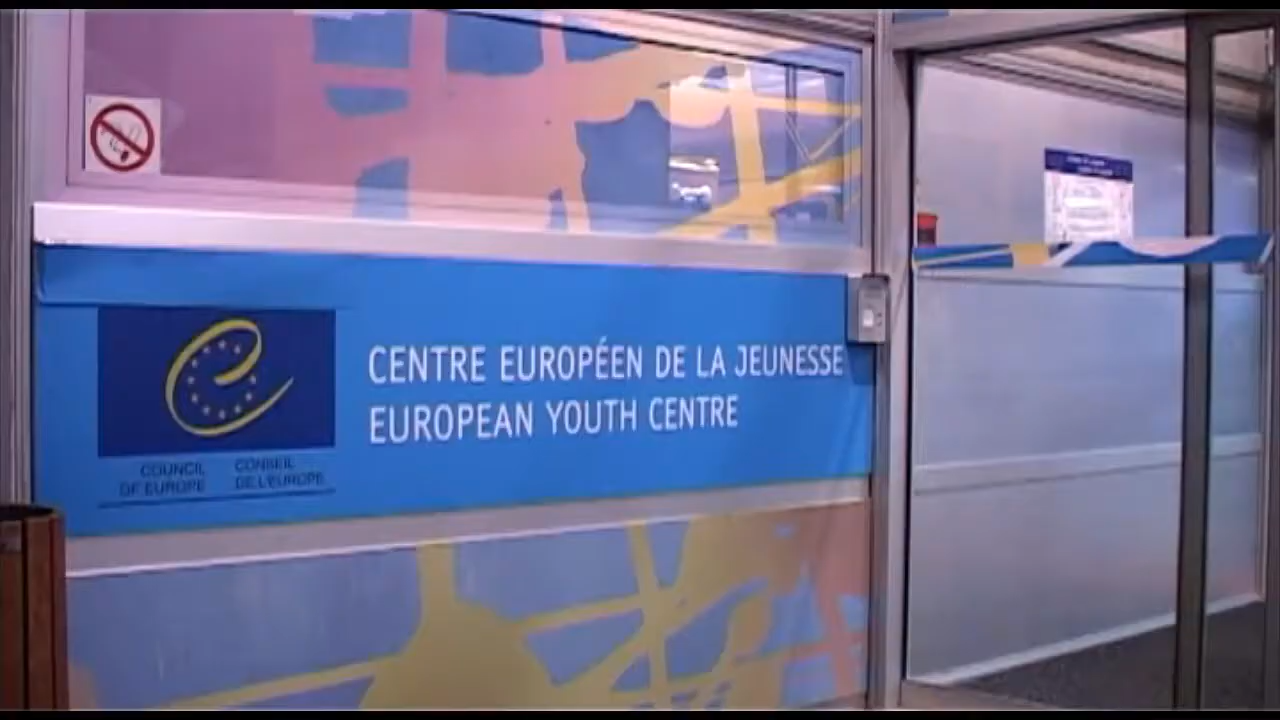 CENTRE EUROPÉEN DE LA JEUNESSE
EUROPEAN YOUTH CENTRE
COUNCIL
OF EUROPE
CONSEIL
DE L'EUROPE